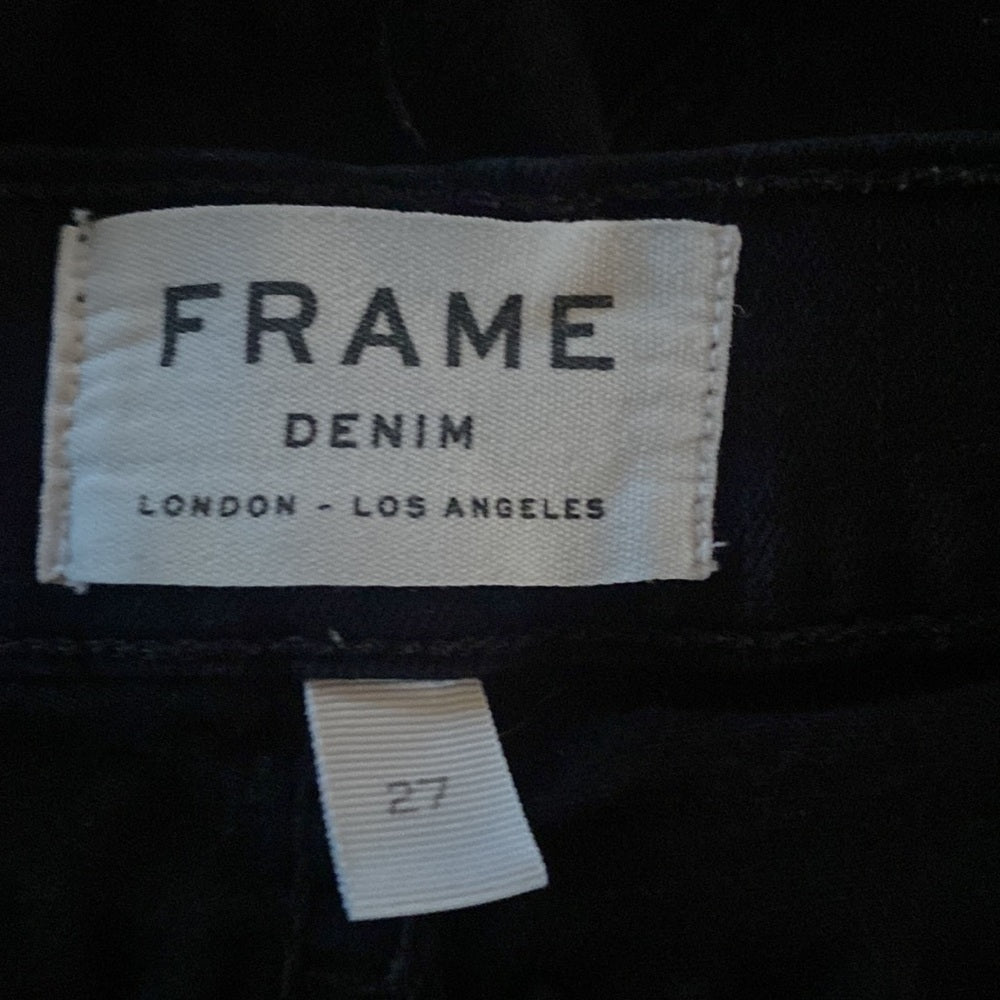 FRAME
DENIM
LONDON - LOS ANGELES
27